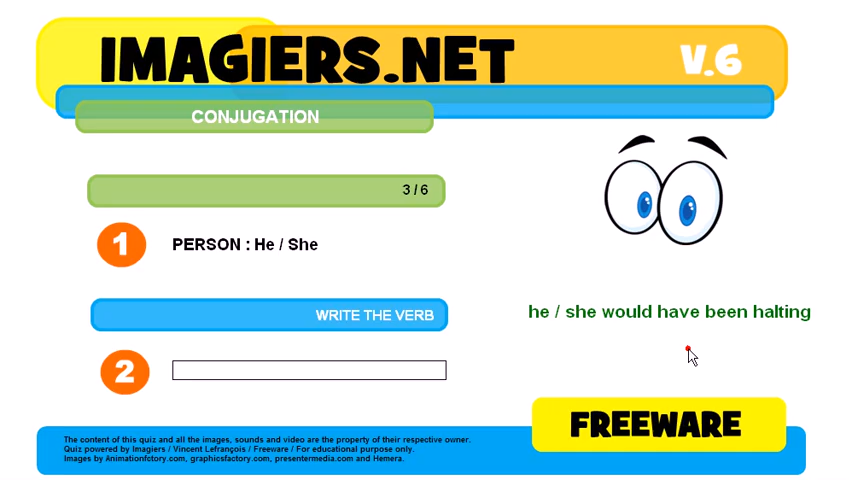 IMAGIERS.NET
V.6
CONJUGATION
3 / 6
1
PERSON : He / She
WRITE THE VERB
he / she would have been halting
2
FREEWARE
The content of this quiz and all the images, sounds and video are the property of their respective owner.
Quiz powered by Imagiers / Vincent Lefrançois / Freeware / For educational purpose only.
Images by Animationfctory.com, graphicsfactory.com, presentermedia.com and Hemera.